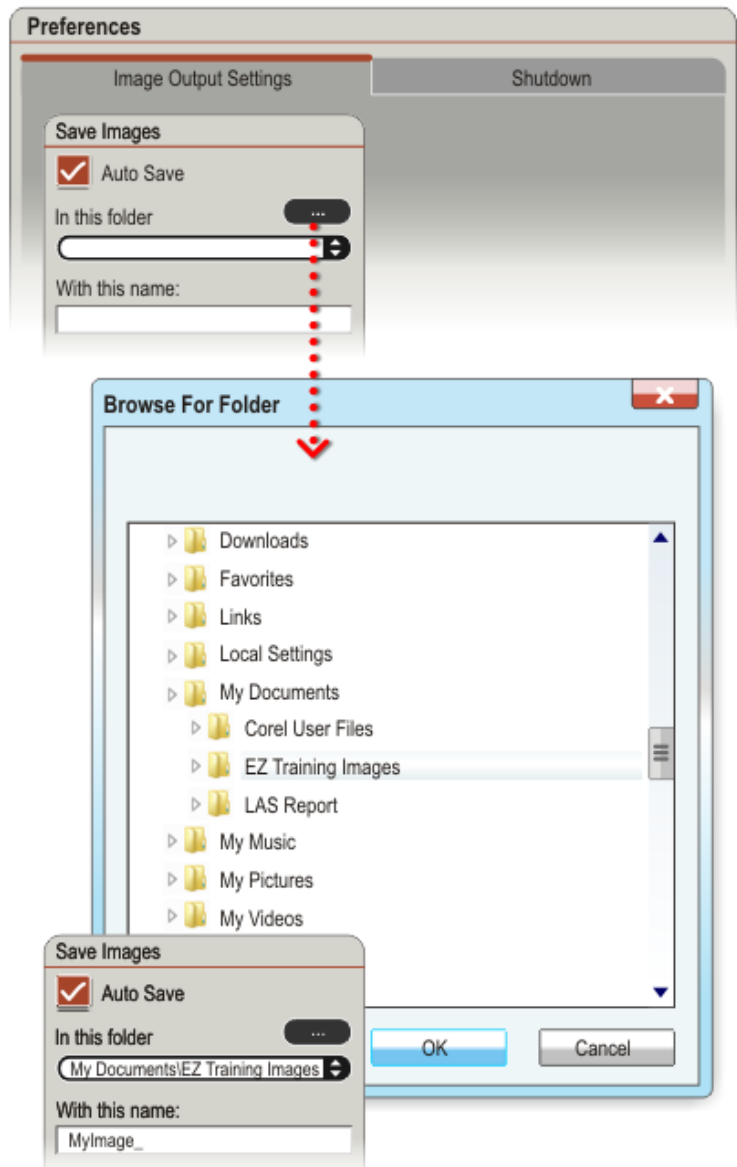 Preferences
Image Output Settings
Shutdown
Save Images
Auto Save
In this folder
...
With this name:
Browse For Folder
Downloads
Favorites
Links
Local Settings
My Documents
Corel User Files
EZ Training Images
LAS Report
My Music
My Pictures
My Videos
Save Images
Auto Save
In this folder
...
My Documents\EZ Training Images
With this name:
MyImage_
OK
Cancel